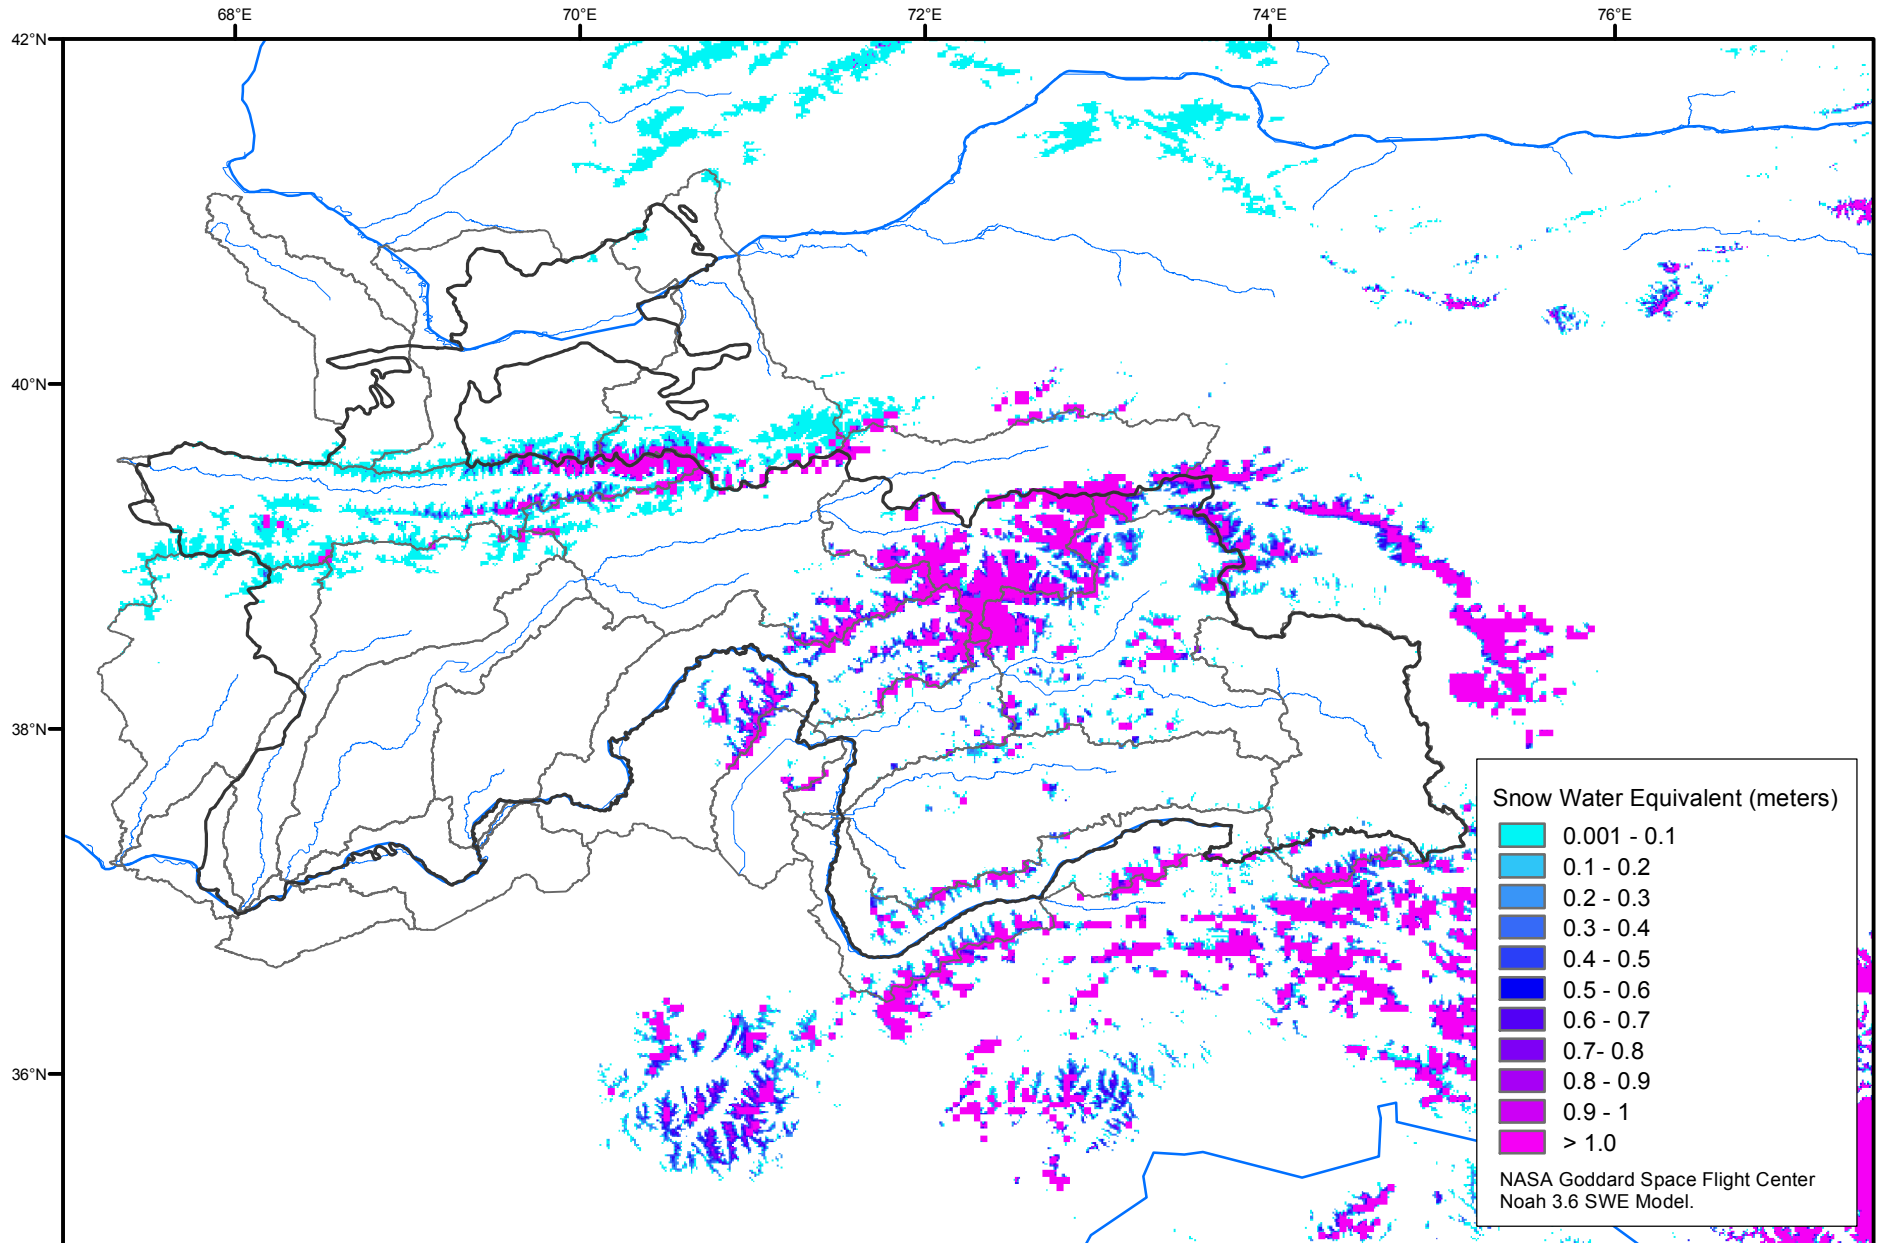 68°E 70°E 72°E 74°E 76°E
42°N
40°N
38°N
36°N
Snow Water Equivalent (meters)
0.001 - 0.1
0.1 - 0.2
0.2 - 0.3
0.3 - 0.4
0.4 - 0.5
0.5 - 0.6
0.6 - 0.7
0.7- 0.8
0.8 - 0.9
0.9 - 1
> 1.0
NASA Goddard Space Flight Center
Noah 3.6 SWE Model.